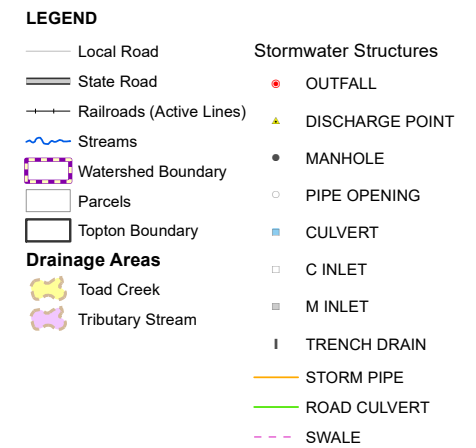 LEGEND
Local Road
State Road
Railroads (Active Lines)
Streams
Watershed Boundary
Parcels
Topton Boundary
Drainage Areas
Toad Creek
Tributary Stream
Stormwater Structures
OUTFALL
DISCHARGE POINT
MANHOLE
PIPE OPENING
CULVERT
C INLET
M INLET
TRENCH DRAIN
STORM PIPE
ROAD CULVERT
SWALE